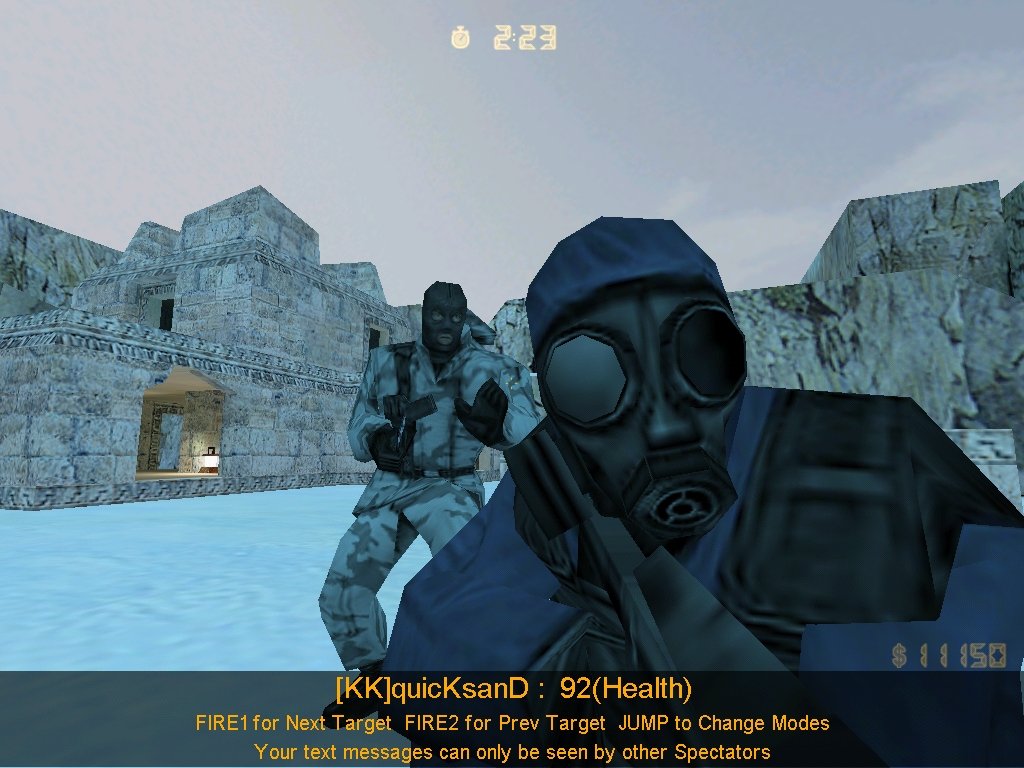 2:23
$ 11150
[KK]quicKsanD : 92(Health)
FIRE1 for Next Target FIRE2 for Prev Target JUMP to Change Modes
Your text messages can only be seen by other Spectators